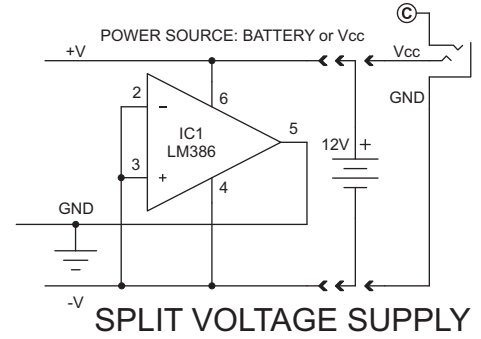 ©
POWER SOURCE: BATTERY or Vcc
+V
Vcc
2
–
6
GND
IC1
LM386
5
12V
+
3
+
4
GND
-V
SPLIT VOLTAGE SUPPLY